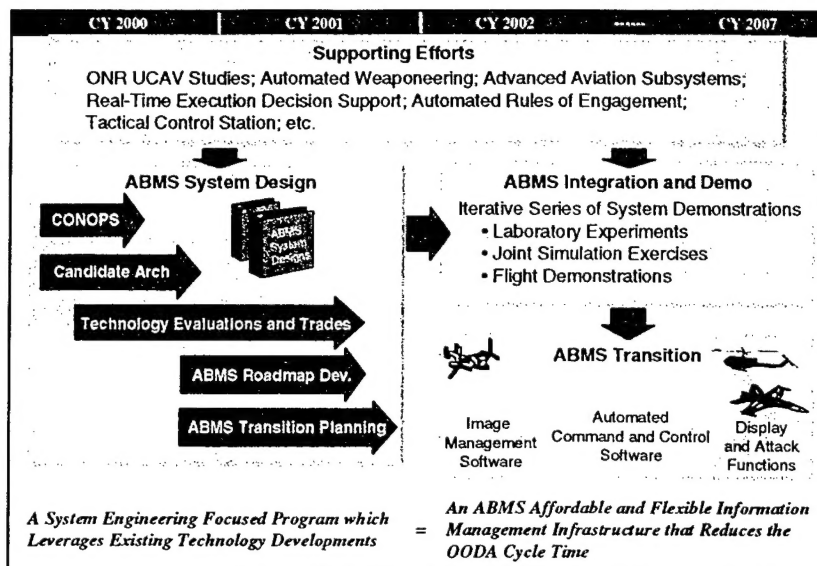 CY 2000 CY 2001 CY 2002 ------ CY 2007
Supporting Efforts
ONR UCAV Studies; Automated Weaponeering; Advanced Aviation Subsystems;
Real-Time Execution Decision Support; Automated Rules of Engagement;
Tactical Control Station; etc.
ABMS System Design
CONOPS
ABMS
System
Designs
Candidate Arch
Technology Evaluations and Trades
ABMS Roadmap Dev.
ABMS Transition Planning
ABMS Integration and Demo
Iterative Series of System Demonstrations
• Laboratory Experiments
• Joint Simulation Exercises
• Flight Demonstrations
ABMS Transition
Image
Management
Software
Automated
Command and Control
Software
Display
and Attack
Functions
A System Engineering Focused Program which
Leverages Existing Technology Developments
=
An ABMS Affordable and Flexible Information
Management Infrastructure that Reduces the
OODA Cycle Time